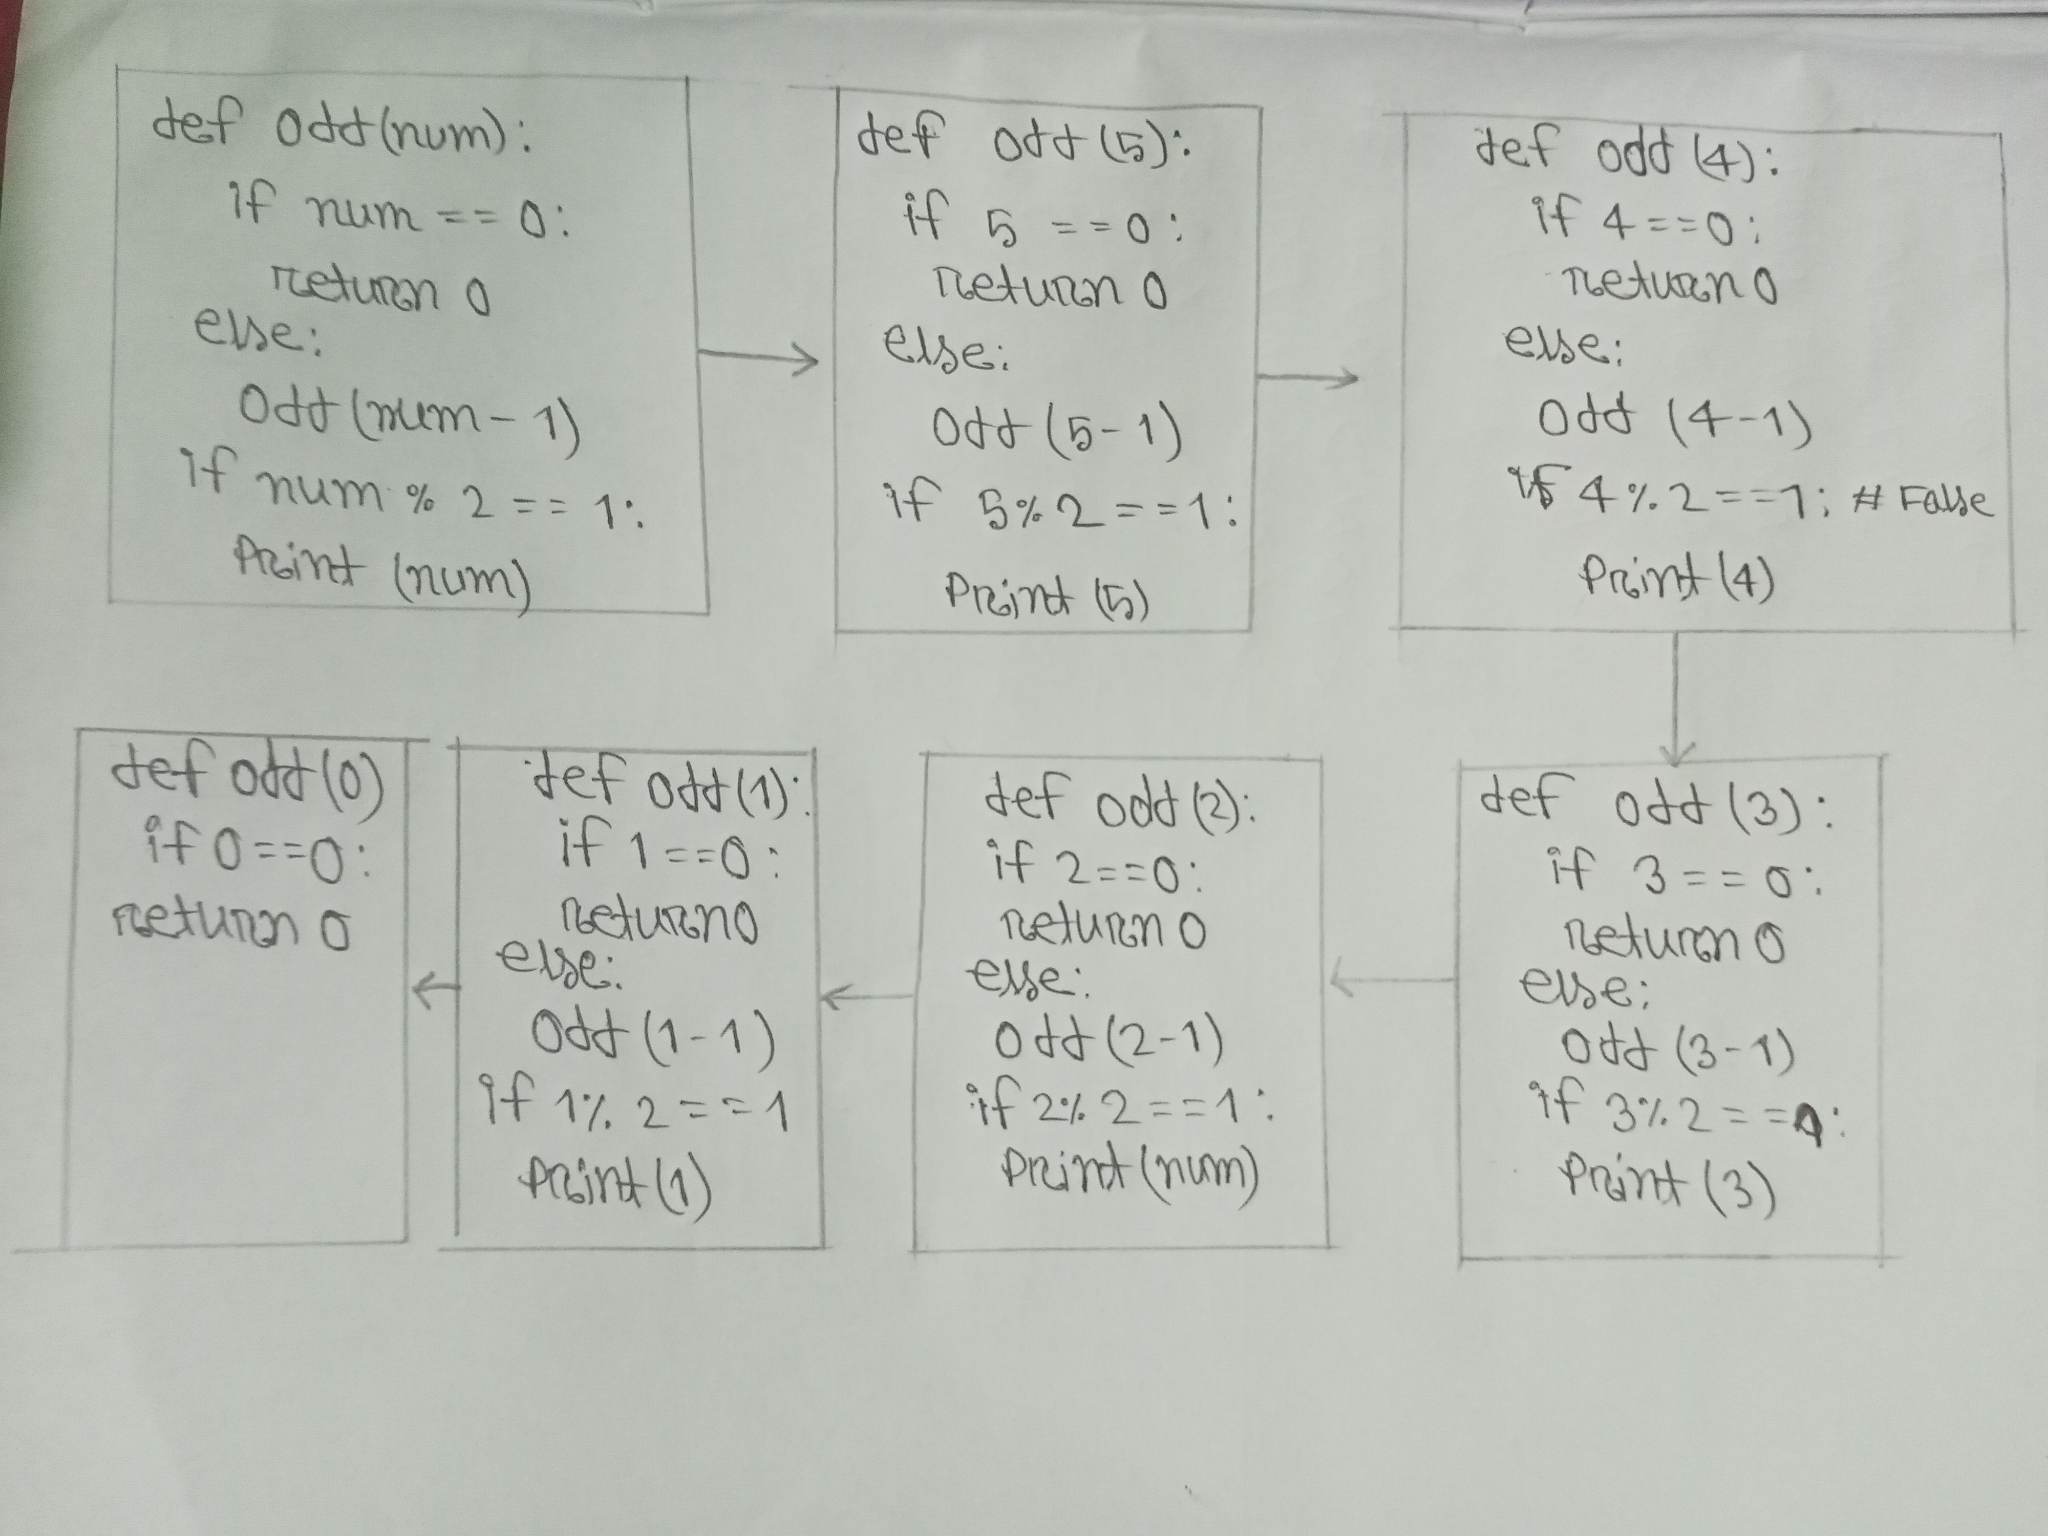 def odd(num):
if num == 0:
return 0
else:
odd(num-1)
if num % 2 == 1:
Print (num)
def odd (5):
if 5 == 0:
return 0
else:
odd (5-1)
if 5% 2 == 1:
Print (5)
def odd (4):
if 4 == 0:
return 0
else:
odd (4-1)
if 4 % 2 == 1: # False
Print (4)
def odd (3):
if 3 == 0:
return 0
else:
odd (3-1)
if 3% 2 == 1:
Print (3)
def odd (2):
if 2 == 0:
return 0
else:
odd (2-1)
if 2% 2 == 1:
Print (num)
def odd (1):
if 1 == 0:
return 0
else:
odd (1-1)
if 1% 2 == 1
Print (1)
def odd (0)
if 0 == 0:
return 0